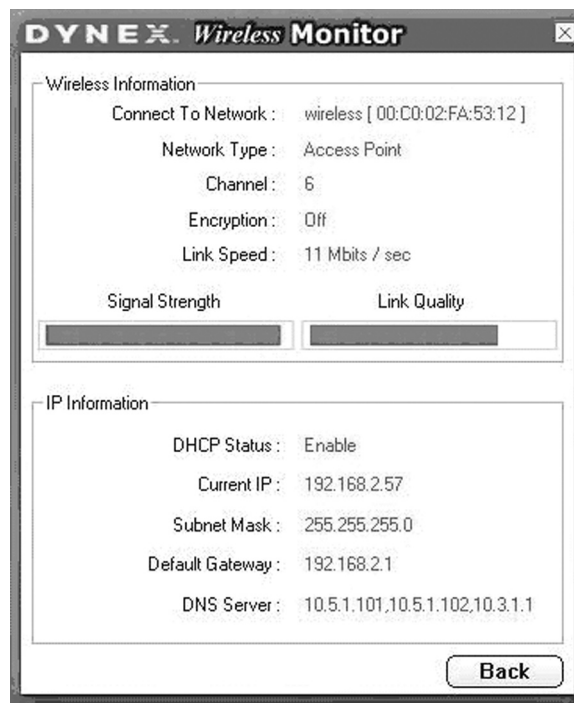 DYNEX Wireless Monitor
Wireless Information
Connect To Network : wireless [ 00:C0:02:FA:53:12 ]
Network Type : Access Point
Channel : 6
Encryption : Off
Link Speed : 11 Mbits / sec
Signal Strength Link Quality
IP Information
DHCP Status : Enable
Current IP : 192.168.2.57
Subnet Mask : 255.255.255.0
Default Gateway : 192.168.2.1
DNS Server : 10.5.1.101,10.5.1.102,10.3.1.1
Back